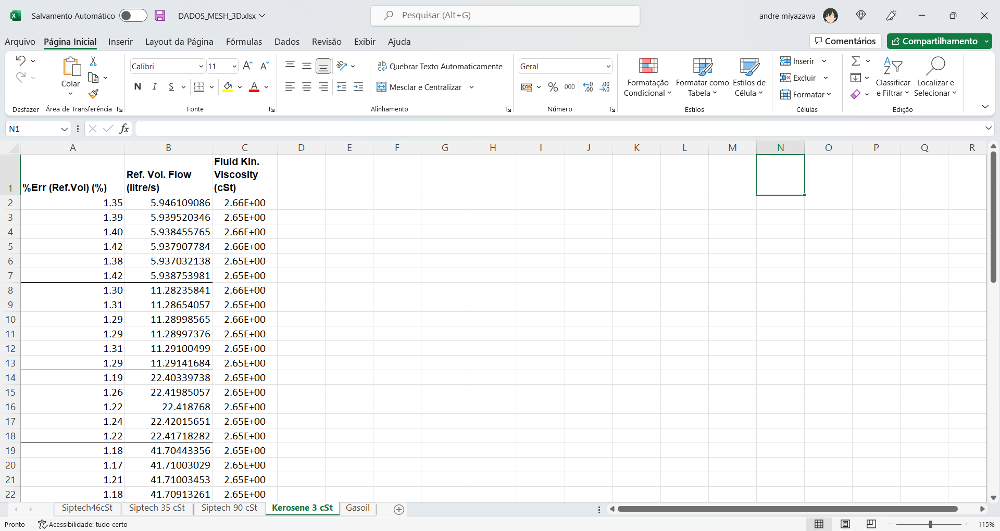 Salvamento Automático
DADOS_MESH_3D.xlsx
Pesquisar (Alt+G)
andre miyazawa
Arquivo Página Inicial Inserir Layout da Página Fórmulas Dados Revisão Exibir Ajuda
Comentários
Compartilhamento
Desfazer
Colar
Área de Transferência
Calibri
11
N I S
Fonte
Quebrar Texto Automaticamente
Mesclar e Centralizar
Alinhamento
Geral
% 000
Número
Formatação Condicional
Formatar como Tabela
Estilos de Célula
Estilos
Inserir
Excluir
Formatar
Células
Classificar e Filtrar
Localizar e Selecionar
Edição
N1
fx
A B C D E F G H I J K L M N O P Q R
1 %Err (Ref.Vol) (%) Ref. Vol. Flow (litre/s) Fluid Kin. Viscosity (cSt)
2 1.35 5.946109086 2.66E+00
3 1.39 5.939520346 2.65E+00
4 1.40 5.938455765 2.66E+00
5 1.42 5.937907784 2.66E+00
6 1.38 5.937032138 2.65E+00
7 1.42 5.938753981 2.65E+00
8 1.30 11.28235841 2.66E+00
9 1.31 11.28654057 2.65E+00
10 1.29 11.28998565 2.66E+00
11 1.29 11.28997376 2.65E+00
12 1.31 11.29100499 2.65E+00
13 1.29 11.29141684 2.65E+00
14 1.19 22.40339738 2.65E+00
15 1.26 22.41985057 2.65E+00
16 1.22 22.418768 2.65E+00
17 1.24 22.42015651 2.65E+00
18 1.22 22.41718282 2.65E+00
19 1.18 41.70443356 2.65E+00
20 1.17 41.71003029 2.65E+00
21 1.21 41.71003453 2.65E+00
22 1.18 41.70913261 2.65E+00
Siptech46cSt Siptech 35 cSt Siptech 90 cSt Kerosene 3 cSt Gasoil
Pronto
Acessibilidade: tudo certo
115%